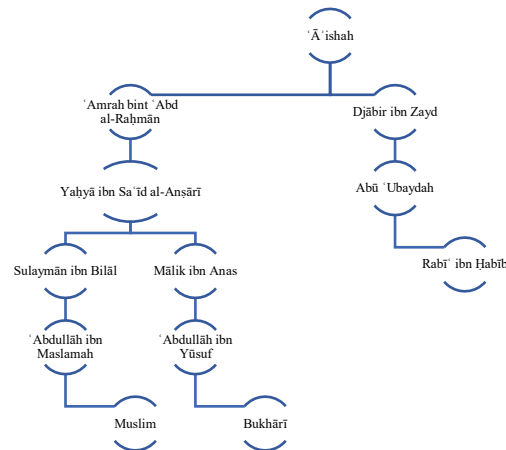 ʿĀʾishah
ʿAmrah bint ʿAbd
al-Raḥmān
Djābir ibn Zayd
Yaḥyā ibn Saʿīd al-Anṣārī
Abū ʿUbaydah
Sulaymān ibn Bilāl
Mālik ibn Anas
Rabīʿ ibn Ḥabīb
ʿAbdullāh ibn
Maslamah
ʿAbdullāh ibn
Yūsuf
Muslim
Bukhārī